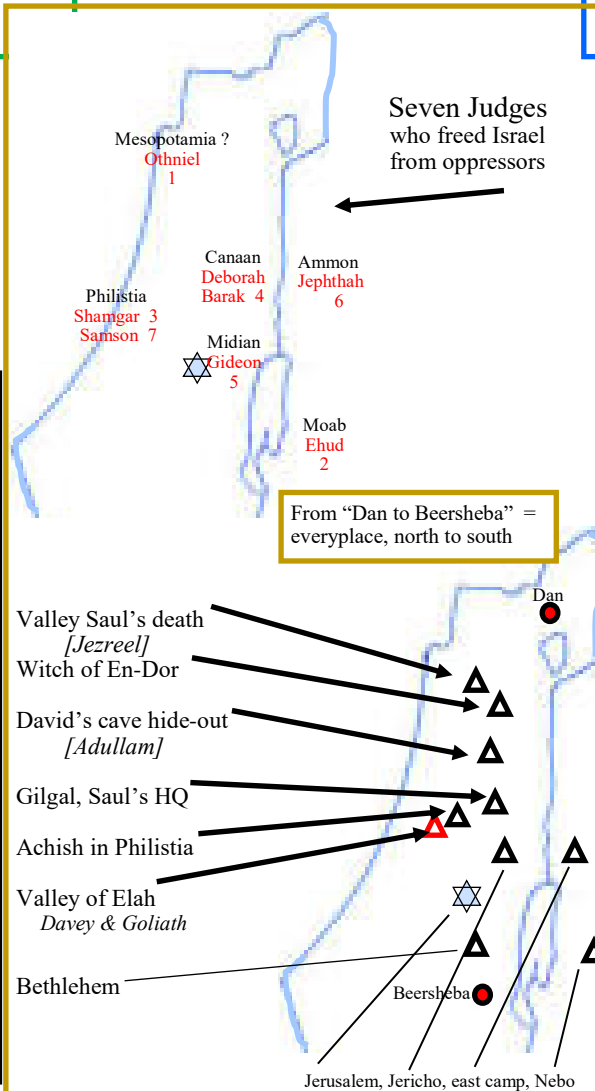 Seven Judges
who freed Israel
from oppressors
Mesopotamia ?
Othniel
1
Canaan
Deborah
Barak 4
Ammon
Jephthah
6
Philistia
Shamgar 3
Samson 7
Midian
Gideon
5
Moab
Ehud
2
From “Dan to Beersheba” =
everyplace, north to south
Dan
Valley Saul’s death
[Jezreel]
Witch of En-Dor
David’s cave hide-out
[Adullam]
Gilgal, Saul’s HQ
Achish in Philistia
Valley of Elah
Davey & Goliath
Bethlehem
Beersheba
Jerusalem, Jericho, east camp, Nebo